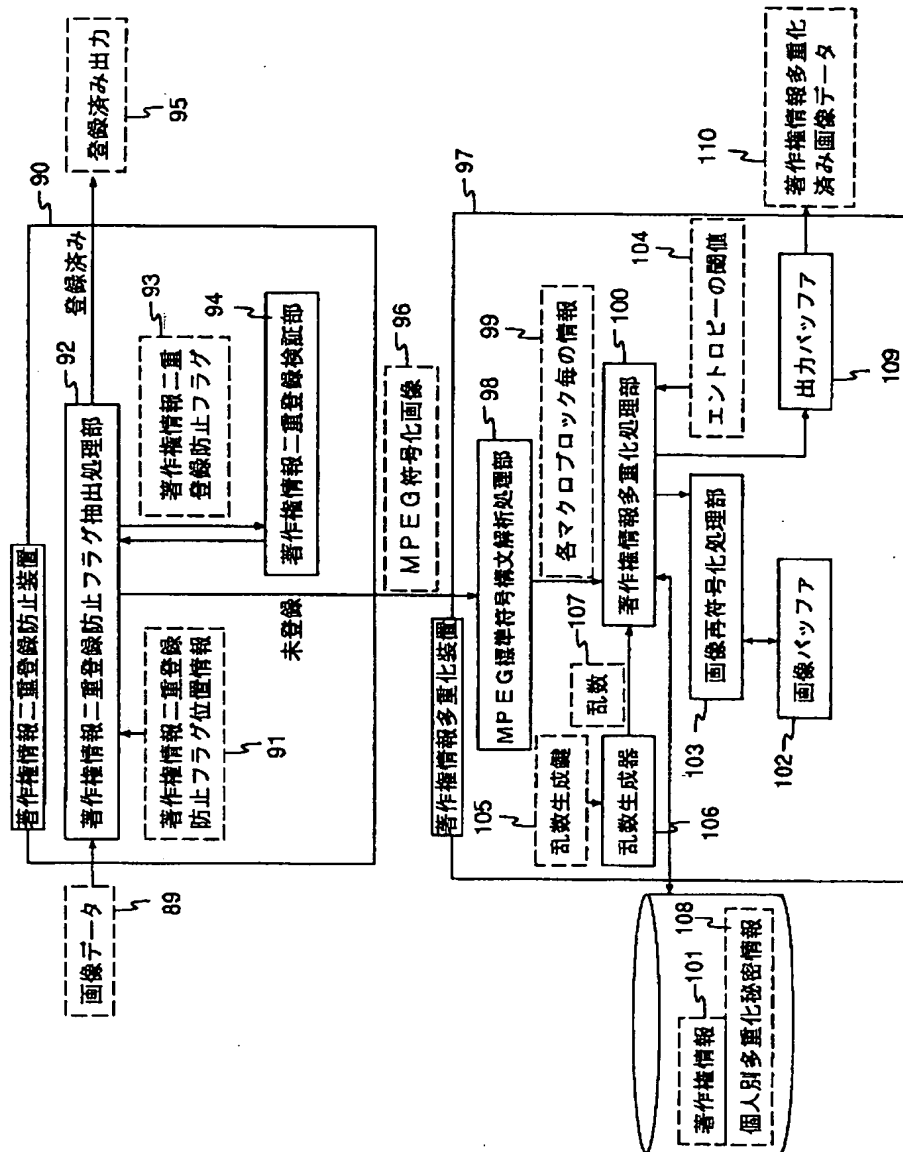 画像データ
89
著作権情報二重登録防止装置
90
著作権情報二重登録防止フラグ抽出処理部
92
登録済み
登録済み出力
95
著作権情報二重登録
防止フラグ位置情報
91
著作権情報二重
登録防止フラグ
93
著作権情報二重登録検証部
94
未登録
MPEG符号化画像
96
著作権情報多重化装置
97
MPEG標準符号構文解析処理部
98
各マクロブロック毎の情報
99
乱数生成鍵
105
乱数生成器
106
乱数
107
著作権情報多重化処理部
100
エントロピーの閾値
104
画像再符号化処理部
103
画像バッファ
102
出力バッファ
109
著作権情報多重化
済み画像データ
110
著作権情報
101
個人別多重化秘密情報
108